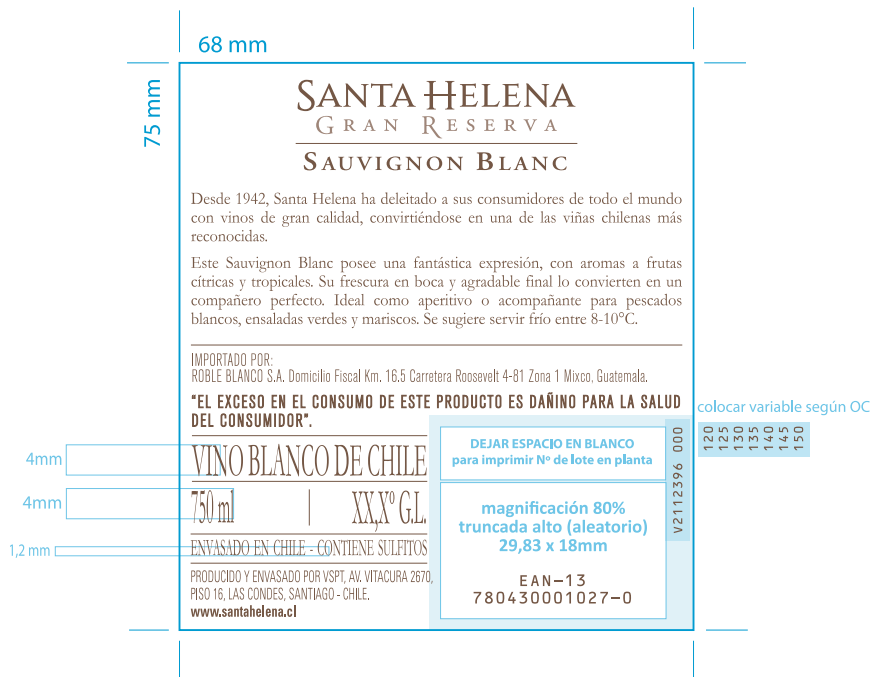 68 mm
75 mm
SANTA HELENA
GRAN RESERVA
SAUVIGNON BLANC
Desde 1942, Santa Helena ha deleitado a sus consumidores de todo el mundo
con vinos de gran calidad, convirtiéndose en una de las viñas chilenas más
reconocidas.
Este Sauvignon Blanc posee una fantástica expresión, con aromas a frutas
cítricas y tropicales. Su frescura en boca y agradable final lo convierten en un
compañero perfecto. Ideal como aperitivo o acompañante para pescados
blancos, ensaladas verdes y mariscos. Se sugiere servir frío entre 8-10°C.
IMPORTADO POR:
ROBLE BLANCO S.A. Domicilio Fiscal Km. 16.5 Carretera Roosevelt 4-81 Zona 1 Mixco, Guatemala.
"EL EXCESO EN EL CONSUMO DE ESTE PRODUCTO ES DAÑINO PARA LA SALUD
DEL CONSUMIDOR".
4mm
VINO BLANCO DE CHILE
4mm
750 ml | XX,X° G.L.
1,2 mm
ENVASADO EN CHILE - CONTIENE SULFITOS
PRODUCIDO Y ENVASADO POR VSPT, AV. VITACURA 2670,
PISO 16, LAS CONDES, SANTIAGO - CHILE.
www.santahelena.cl
DEJAR ESPACIO EN BLANCO
para imprimir Nº de lote en planta
magnificación 80%
truncada alto (aleatorio)
29,83 x 18mm
EAN-13
780430001027-0
V2112396 000
colocar variable según OC
120
125
130
135
140
145
150